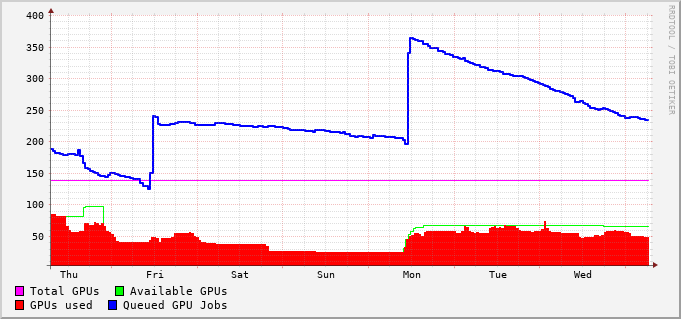 400
350
300
250
200
150
100
50
Thu Fri Sat Sun Mon Tue Wed
Total GPUs Available GPUs
GPUs used Queued GPU Jobs
RRDTOOL / TOBI OETIKER